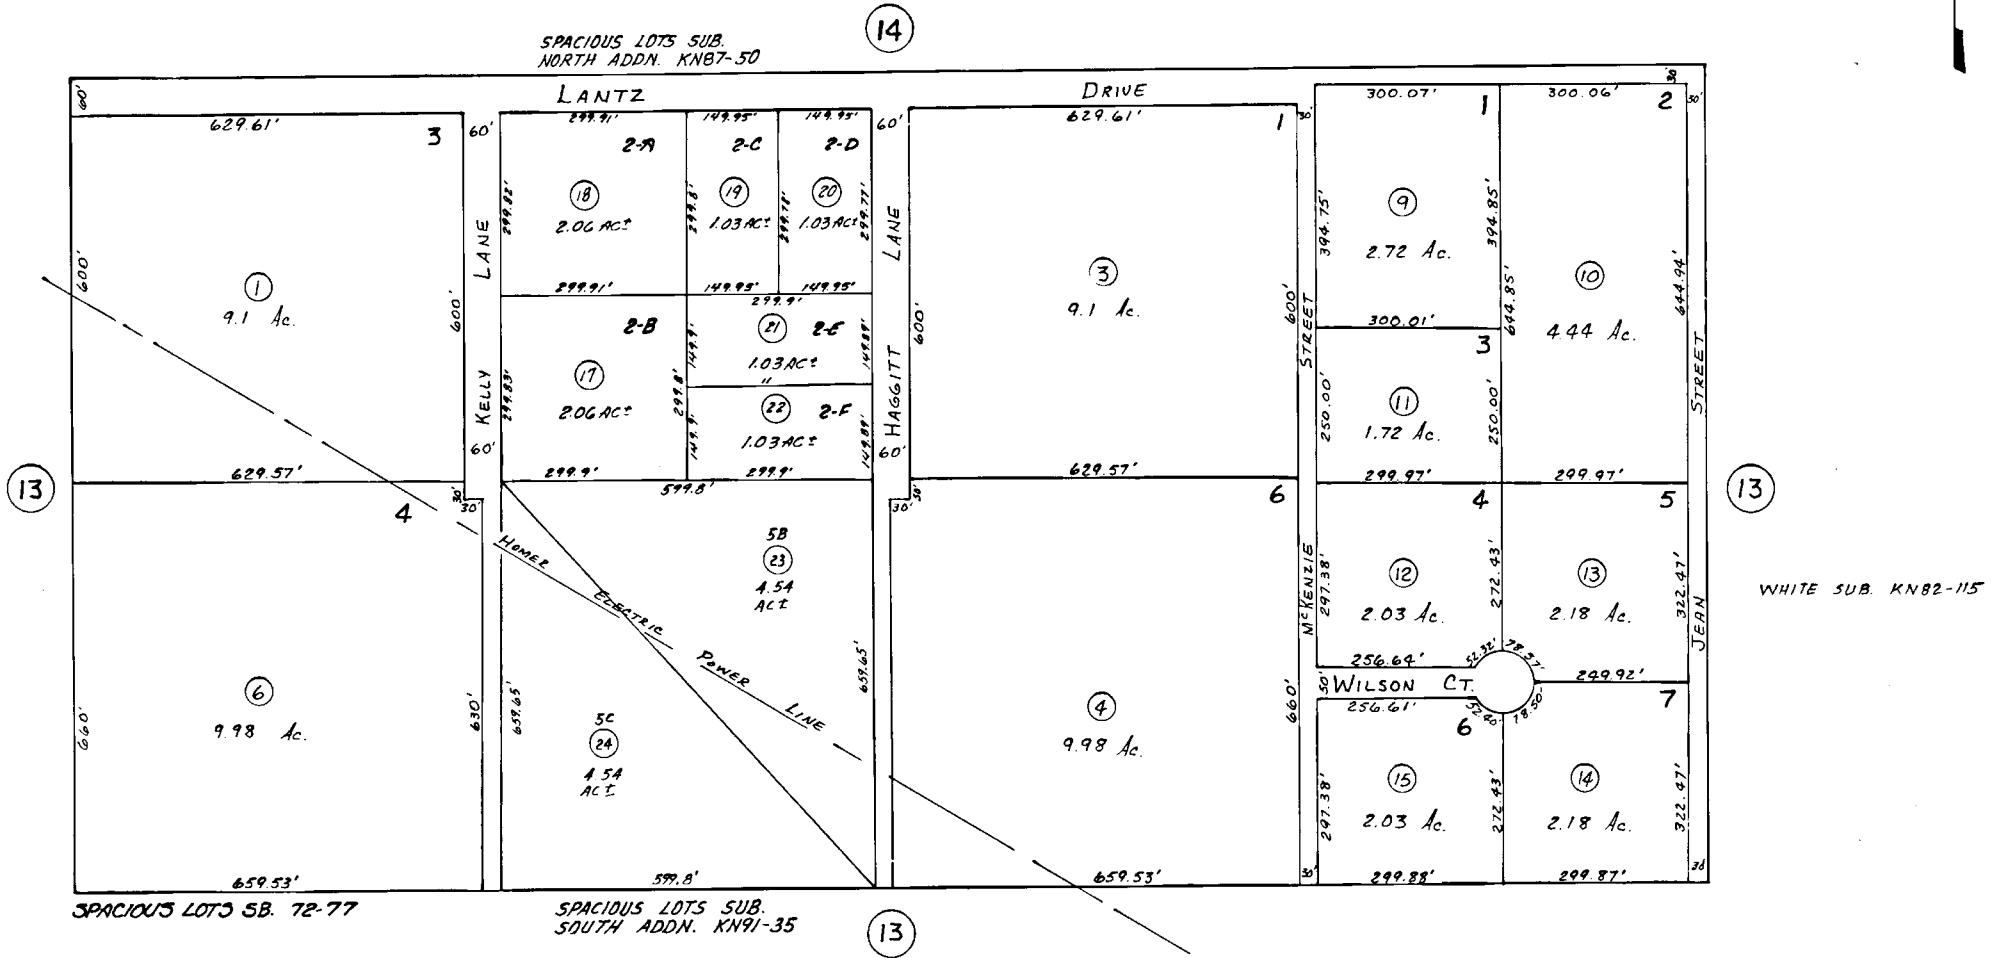 14
SPACIOUS LOTS SUB.
NORTH ADDN. KN87-50
LANTZ DRIVE
60'
629.61'
3
60'
600'
1
9.1 Ac.
600'
629.57'
KELLY LANE
60'
299.91'
2-A
299.82'
18
2.06 AC±
299.91'
149.95'
2-C
299.8'
19
1.03 AC±
149.95'
149.95'
2-D
299.78'
20
1.03 AC±
299.77'
149.95'
2-B
299.83'
17
2.06 AC±
299.8'
299.9'
299.9'
149.9'
21
2-E
1.03 AC±
149.89'
"
22
2-F
1.03 AC±
149.9'
149.89'
299.9'
599.8'
60'
HAGGITT LANE
60'
629.61'
1
600'
3
9.1 Ac.
600'
629.57'
30'
300.07'
1
394.75'
9
2.72 Ac.
394.85'
300.01'
300.06'
2
30'
30'
10
4.44 Ac.
644.85'
644.94'
3
250.00'
11
1.72 Ac.
250.00'
299.97'
299.97'
McKENZIE STREET
JEAN STREET
13
13
4
30'
30'
660'
6
9.98 Ac.
630'
659.53'
HOMER ELECTRIC POWER LINE
5B
23
4.54
AC±
659.65'
659.65'
5C
24
4.54
AC±
599.8'
30'
30'
6
4
9.98 Ac.
660'
659.53'
30'
4
297.38'
12
2.03 Ac.
272.43'
256.64'
52.32'
5
13
2.18 Ac.
322.47'
78.57'
249.92'
50'
WILSON CT.
256.61'
52.40'
78.50'
6
297.38'
15
2.03 Ac.
272.43'
299.88'
7
14
2.18 Ac.
322.47'
299.87'
30'
WHITE SUB. KN82-115
SPACIOUS LOTS SB. 72-77
SPACIOUS LOTS SUB.
SOUTH ADDN. KN91-35
13